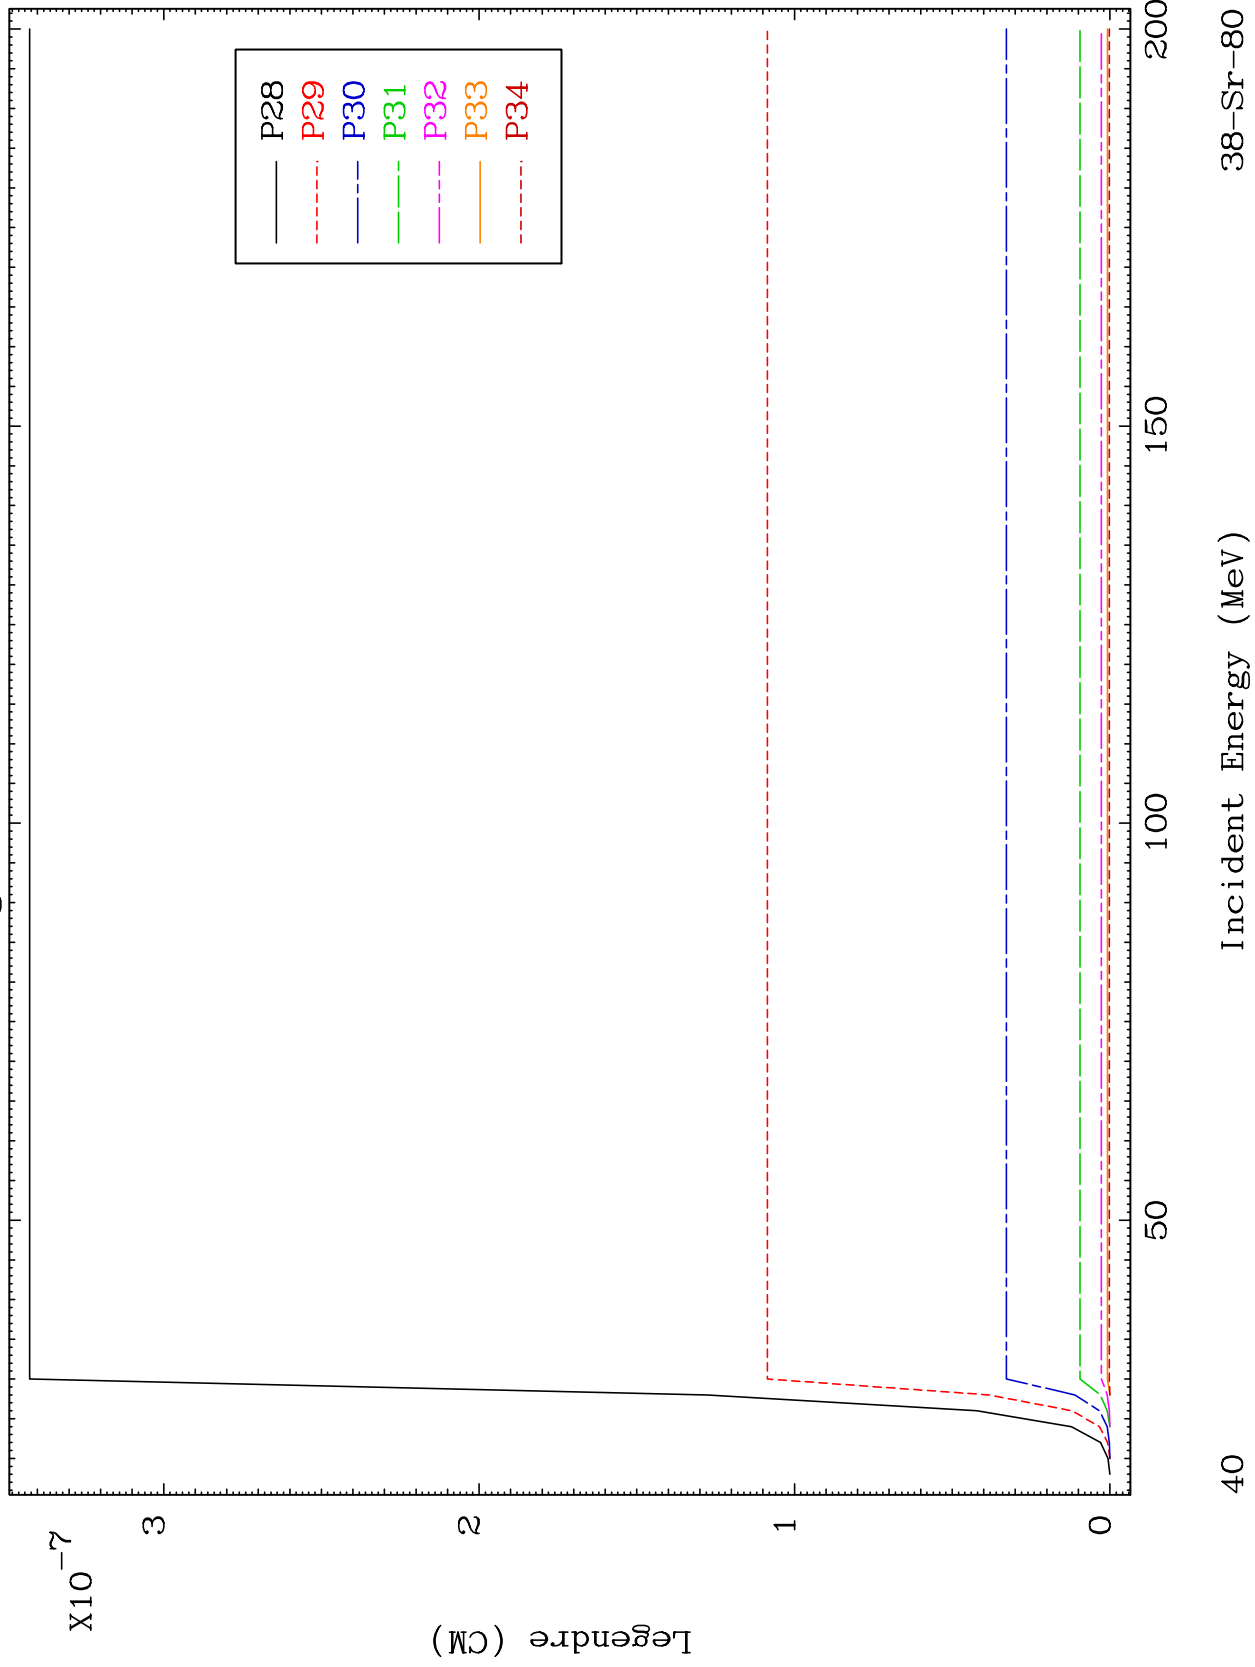 X10-7
3
2
1
0
Legendre (CM)
P28
P29
P30
P31
P32
P33
P34
50
100
150
200
Incident Energy (MeV)
40
38-Sr-80